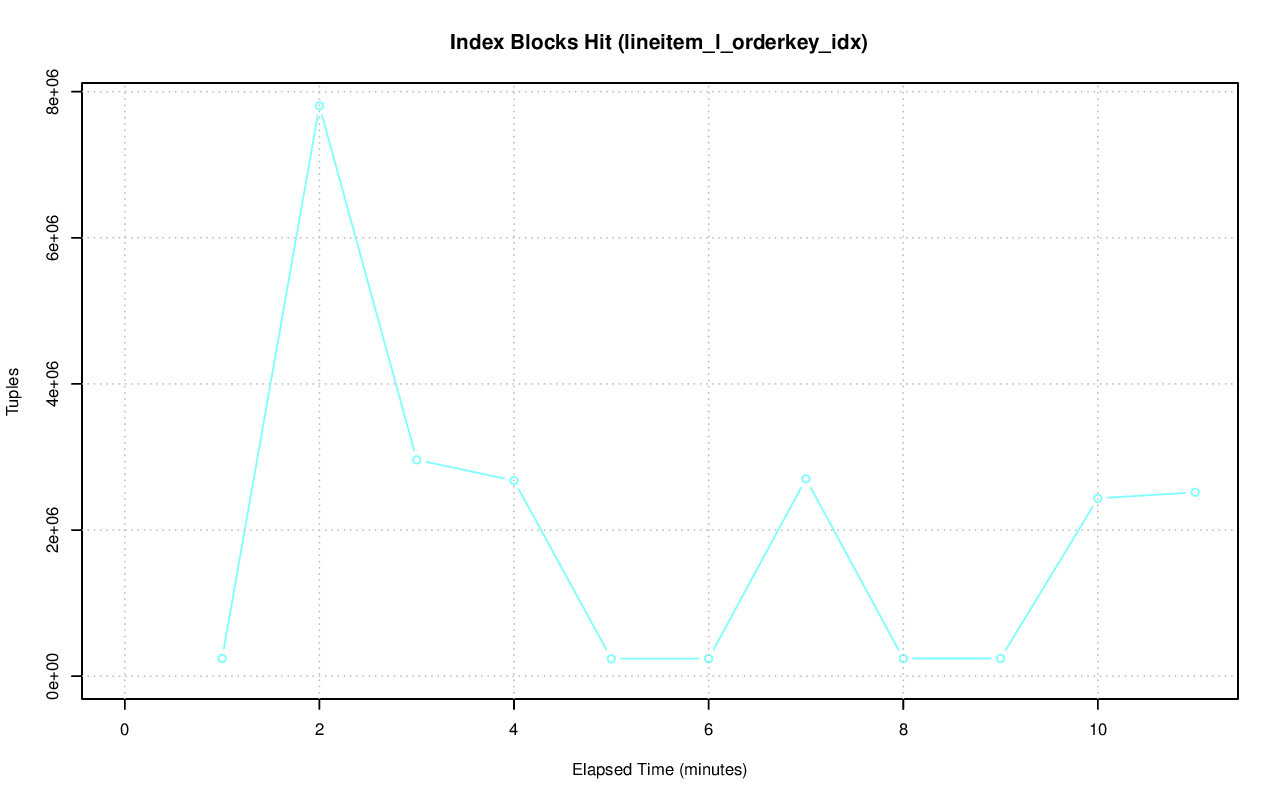 Index Blocks Hit (lineitem_l_orderkey_idx)
8e+06
6e+06
4e+06
2e+06
0e+00
Tuples
0 2 4 6 8 10
Elapsed Time (minutes)